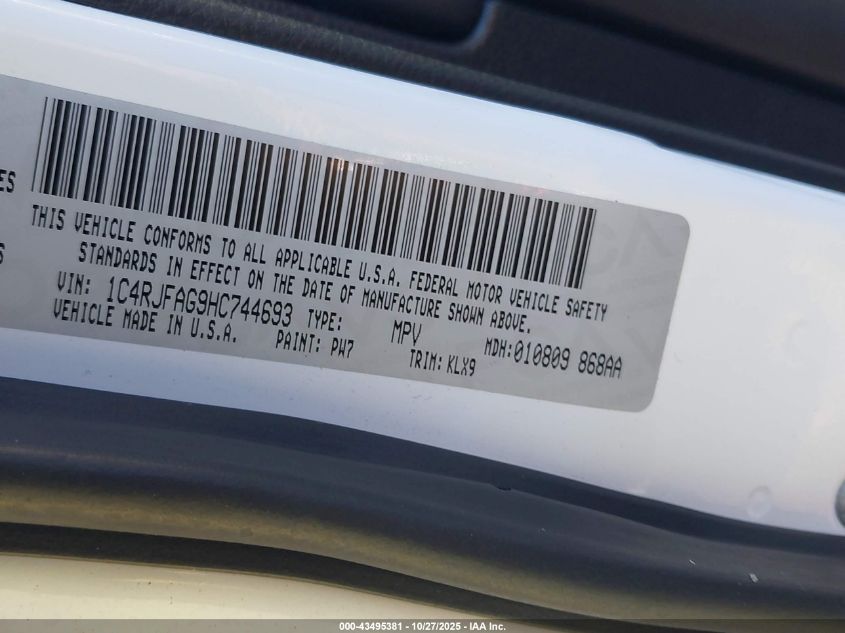 ES
THIS VEHICLE CONFORMS TO ALL APPLICABLE U.S.A. FEDERAL MOTOR VEHICLE SAFETY
STANDARDS IN EFFECT ON THE DATE OF MANUFACTURE SHOWN ABOVE.
S
VIN: 1C4RJFAG9HC744693 TYPE: MPV MDH:010809 868AA
VEHICLE MADE IN U.S.A. PAINT: PW7 TRIM: KLX9
000-43495381 - 10/27/2025 - IAA Inc.